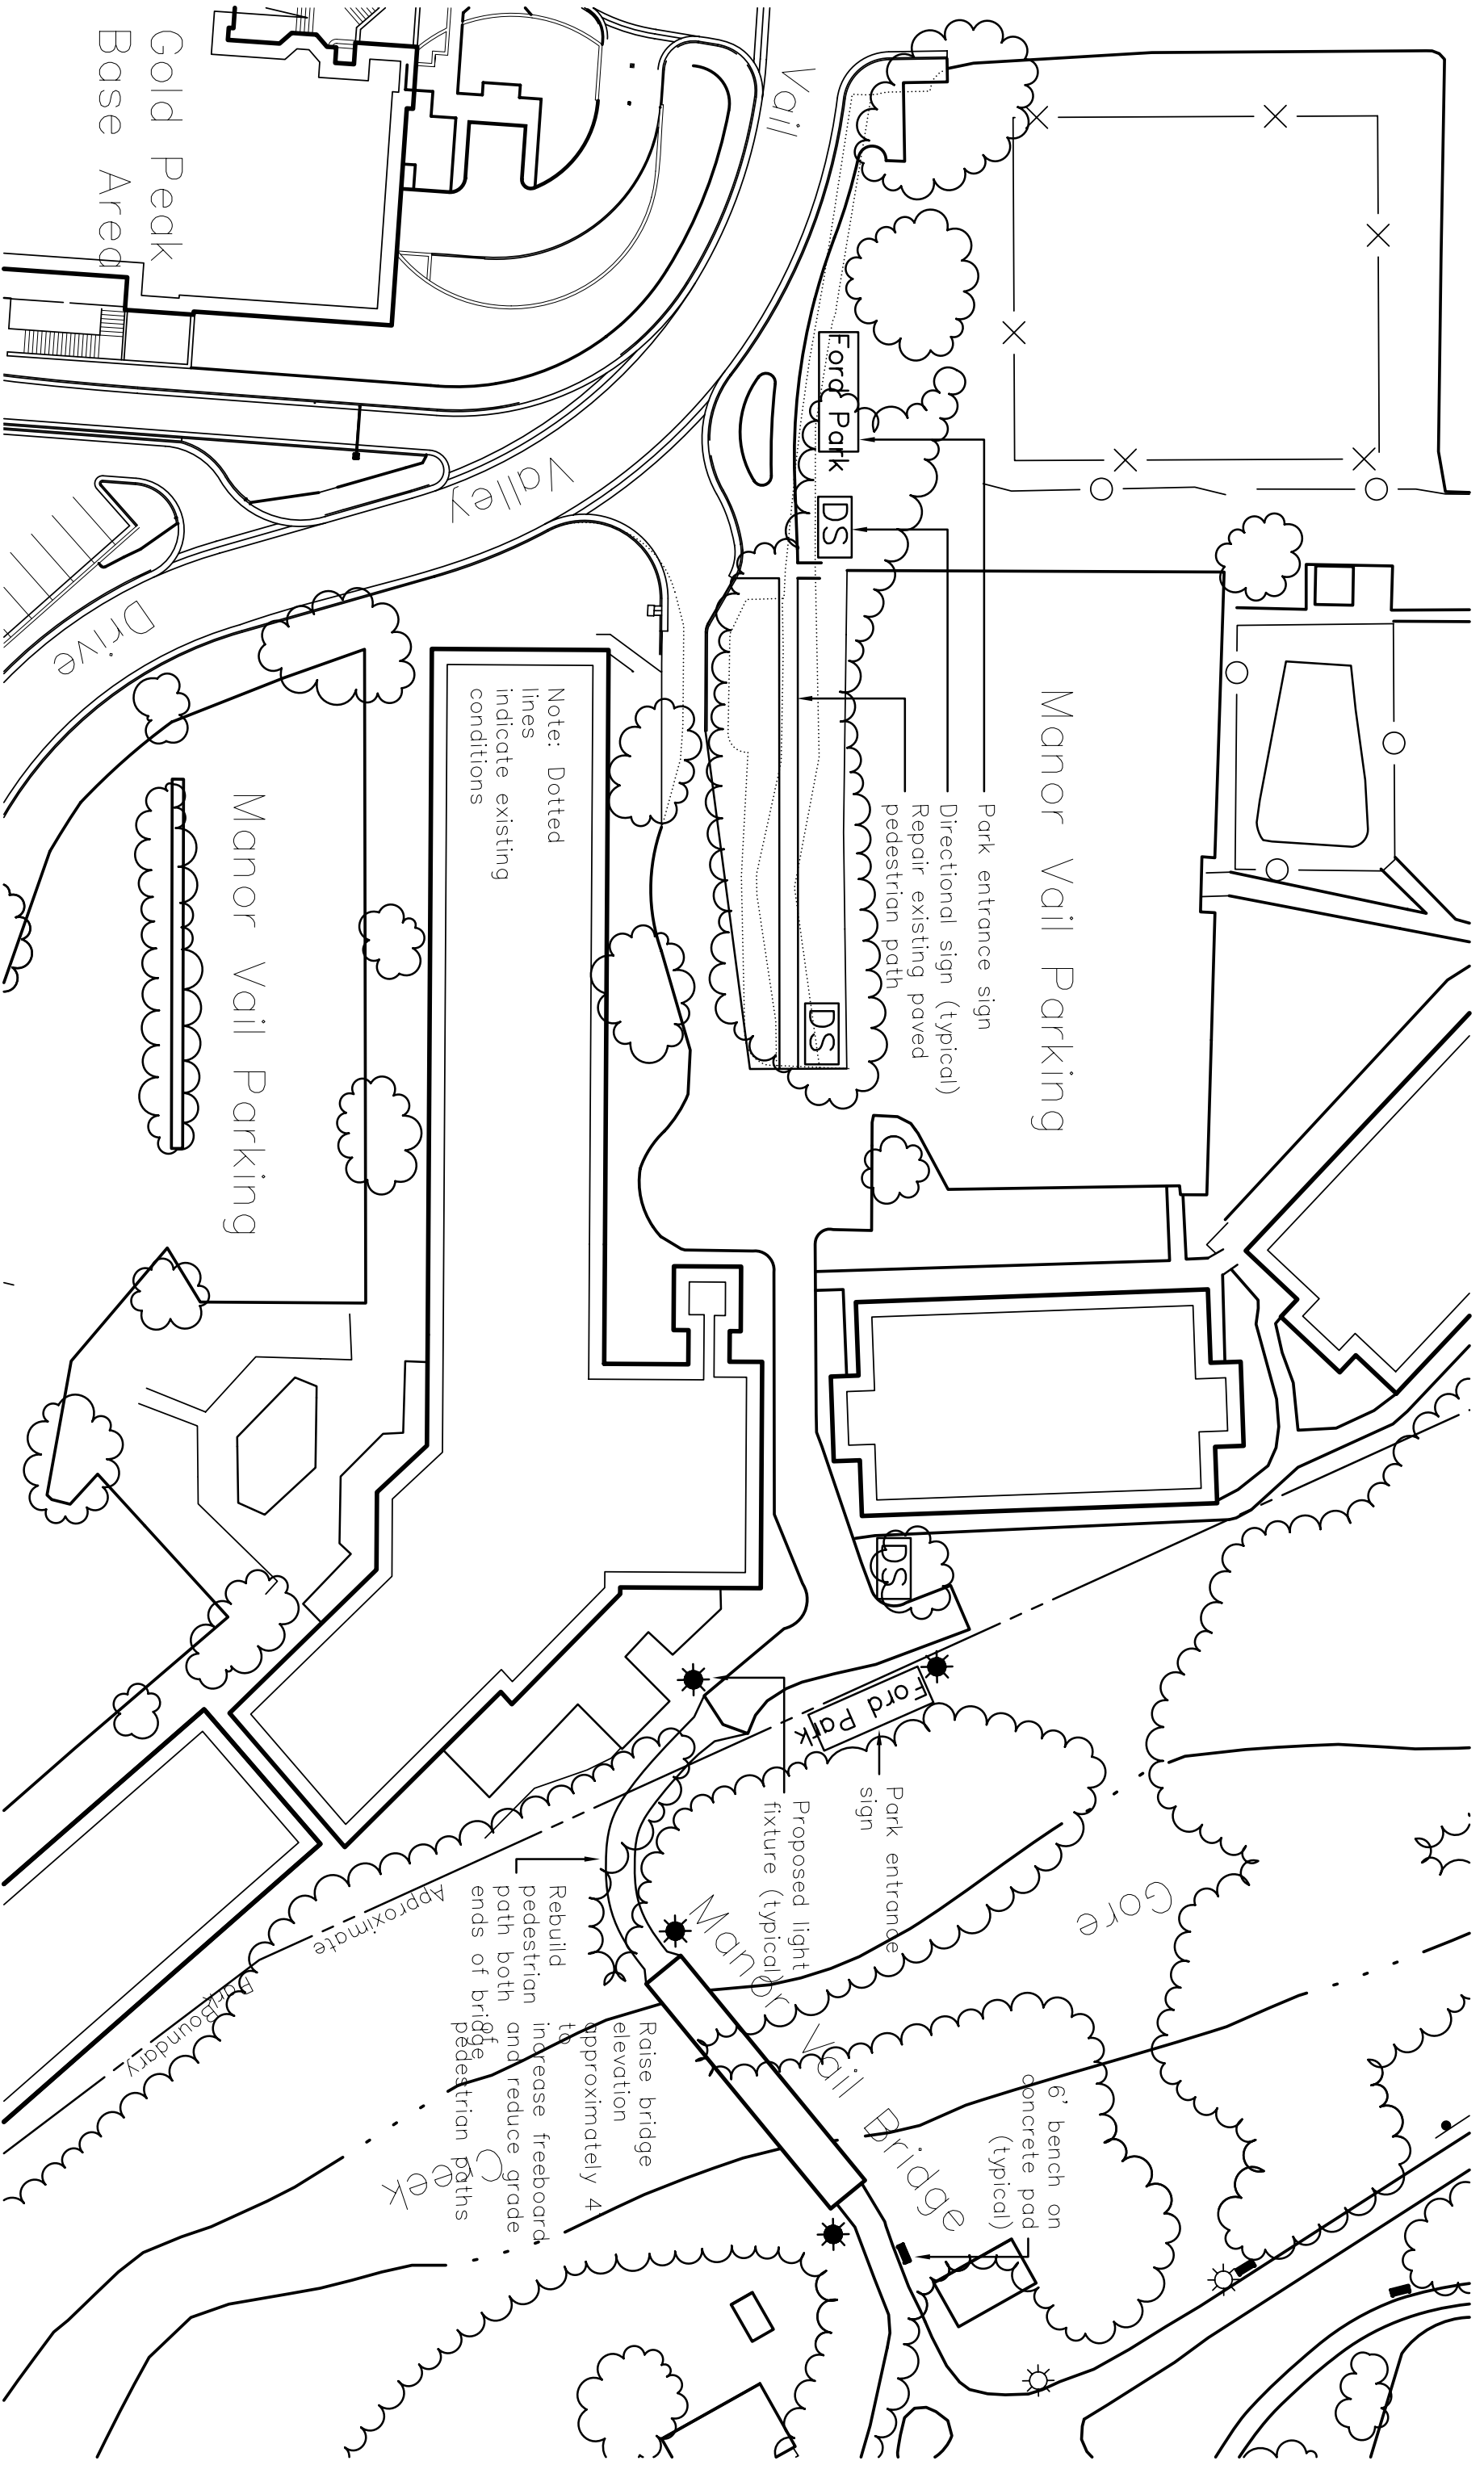 Gold Peak
Base Area
Vail
Valley
Drive
Ford Park
DS
Manor Vail Parking
Park entrance sign
Directional sign (typical)
Repair existing paved
pedestrian path
DS
Note: Dotted
lines
indicate existing
conditions
Manor Vail Parking
DS
Ford Park
Park entrance
sign
Proposed light
fixture (typical)
Rebuild
pedestrian
path both
ends of bridge
Raise bridge
elevation
approximately 4
to
increase freeboard
and reduce grade
of
pedestrian paths
6' bench on
concrete pad
(typical)
Manor Vail Bridge
Gore
Creek
Approximate
Park Boundary